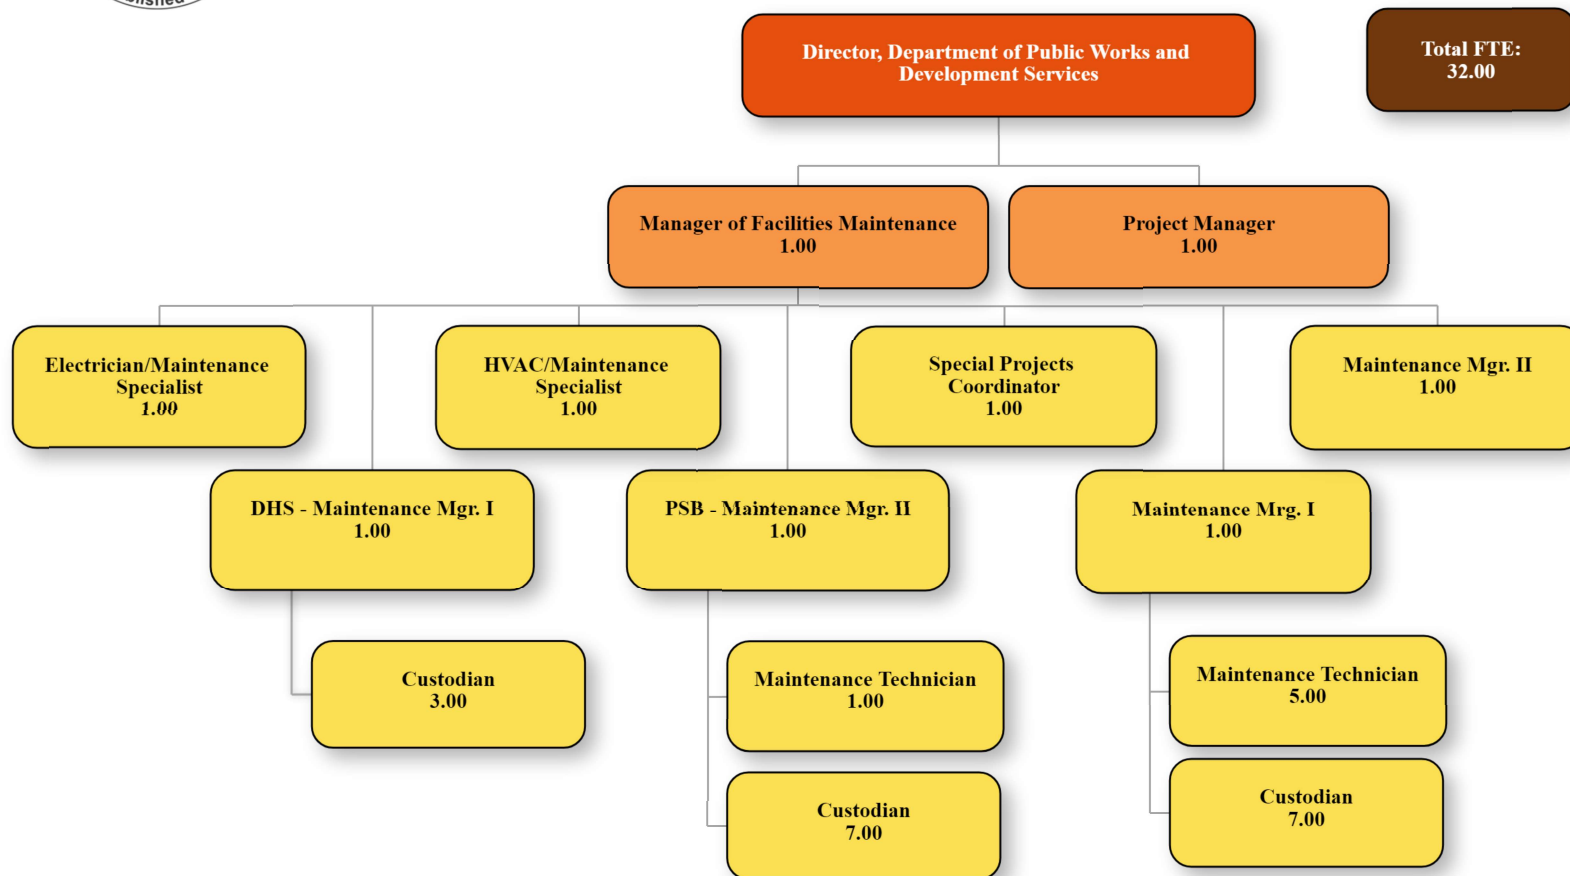 Director, Department of Public Works and
Development Services
Total FTE:
32.00
Manager of Facilities Maintenance
1.00
Project Manager
1.00
Electrician/Maintenance
Specialist
1.00
HVAC/Maintenance
Specialist
1.00
Special Projects
Coordinator
1.00
Maintenance Mgr. II
1.00
DHS - Maintenance Mgr. I
1.00
PSB - Maintenance Mgr. II
1.00
Maintenance Mrg. I
1.00
Custodian
3.00
Maintenance Technician
1.00
Maintenance Technician
5.00
Custodian
7.00
Custodian
7.00